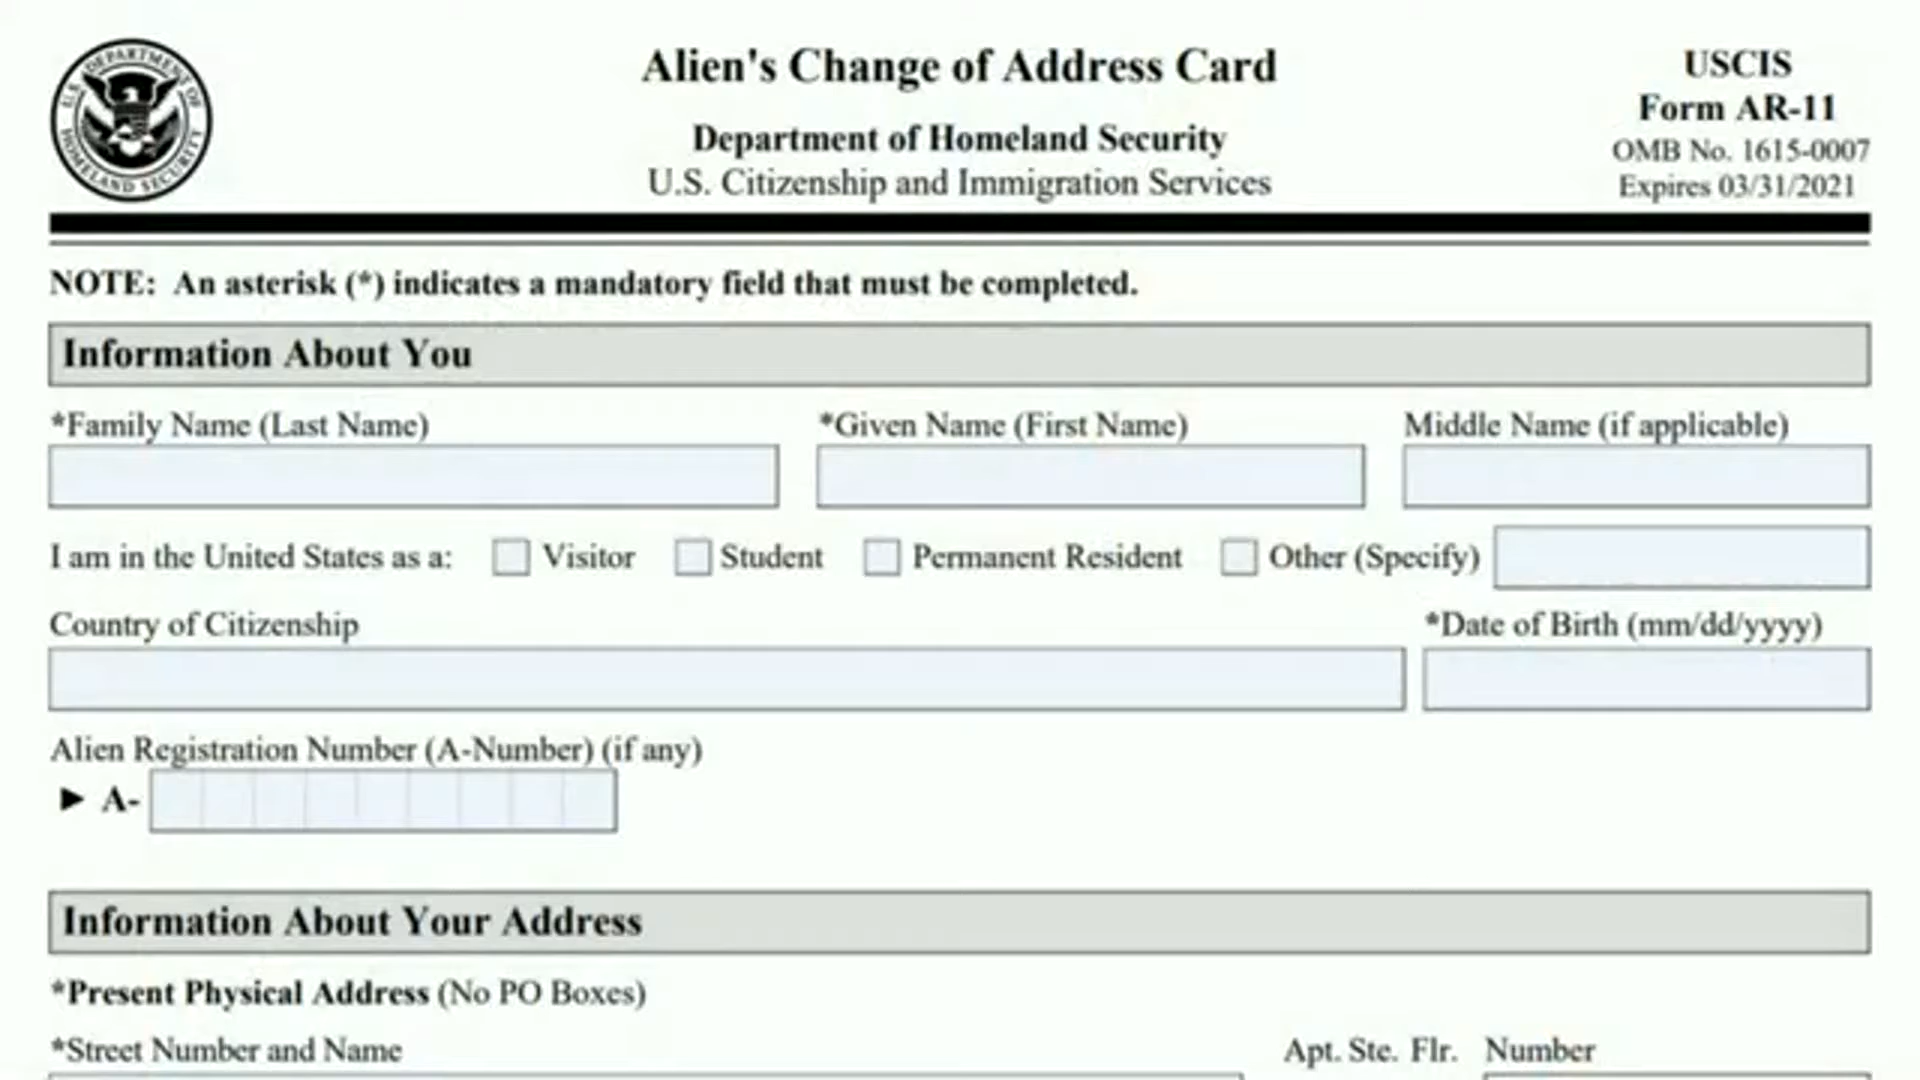 U.S. DEPARTMENT OF HOMELAND SECURITY
Alien's Change of Address Card
Department of Homeland Security
U.S. Citizenship and Immigration Services
USCIS
Form AR-11
OMB No. 1615-0007
Expires 03/31/2021
NOTE: An asterisk (*) indicates a mandatory field that must be completed.
Information About You
*Family Name (Last Name) *Given Name (First Name) Middle Name (if applicable)
I am in the United States as a: Visitor Student Permanent Resident Other (Specify)
Country of Citizenship *Date of Birth (mm/dd/yyyy)
Alien Registration Number (A-Number) (if any)
► A-
Information About Your Address
*Present Physical Address (No PO Boxes)
*Street Number and Name Apt. Ste. Flr. Number